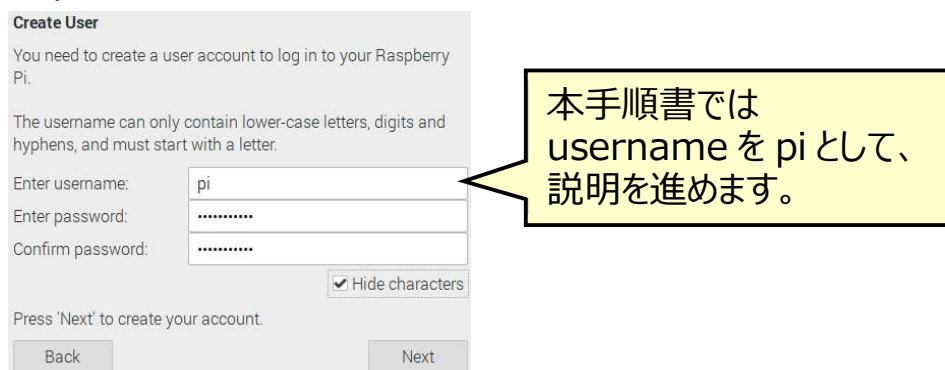 Create User
You need to create a user account to log in to your Raspberry
Pi.
The username can only contain lower-case letters, digits and
hyphens, and must start with a letter.
Enter username:
pi
Enter password:
•••••••••••
Confirm password:
•••••••••••
Hide characters
Press 'Next' to create your account.
Back
Next
本手順書では
username を pi として、
説明を進めます。